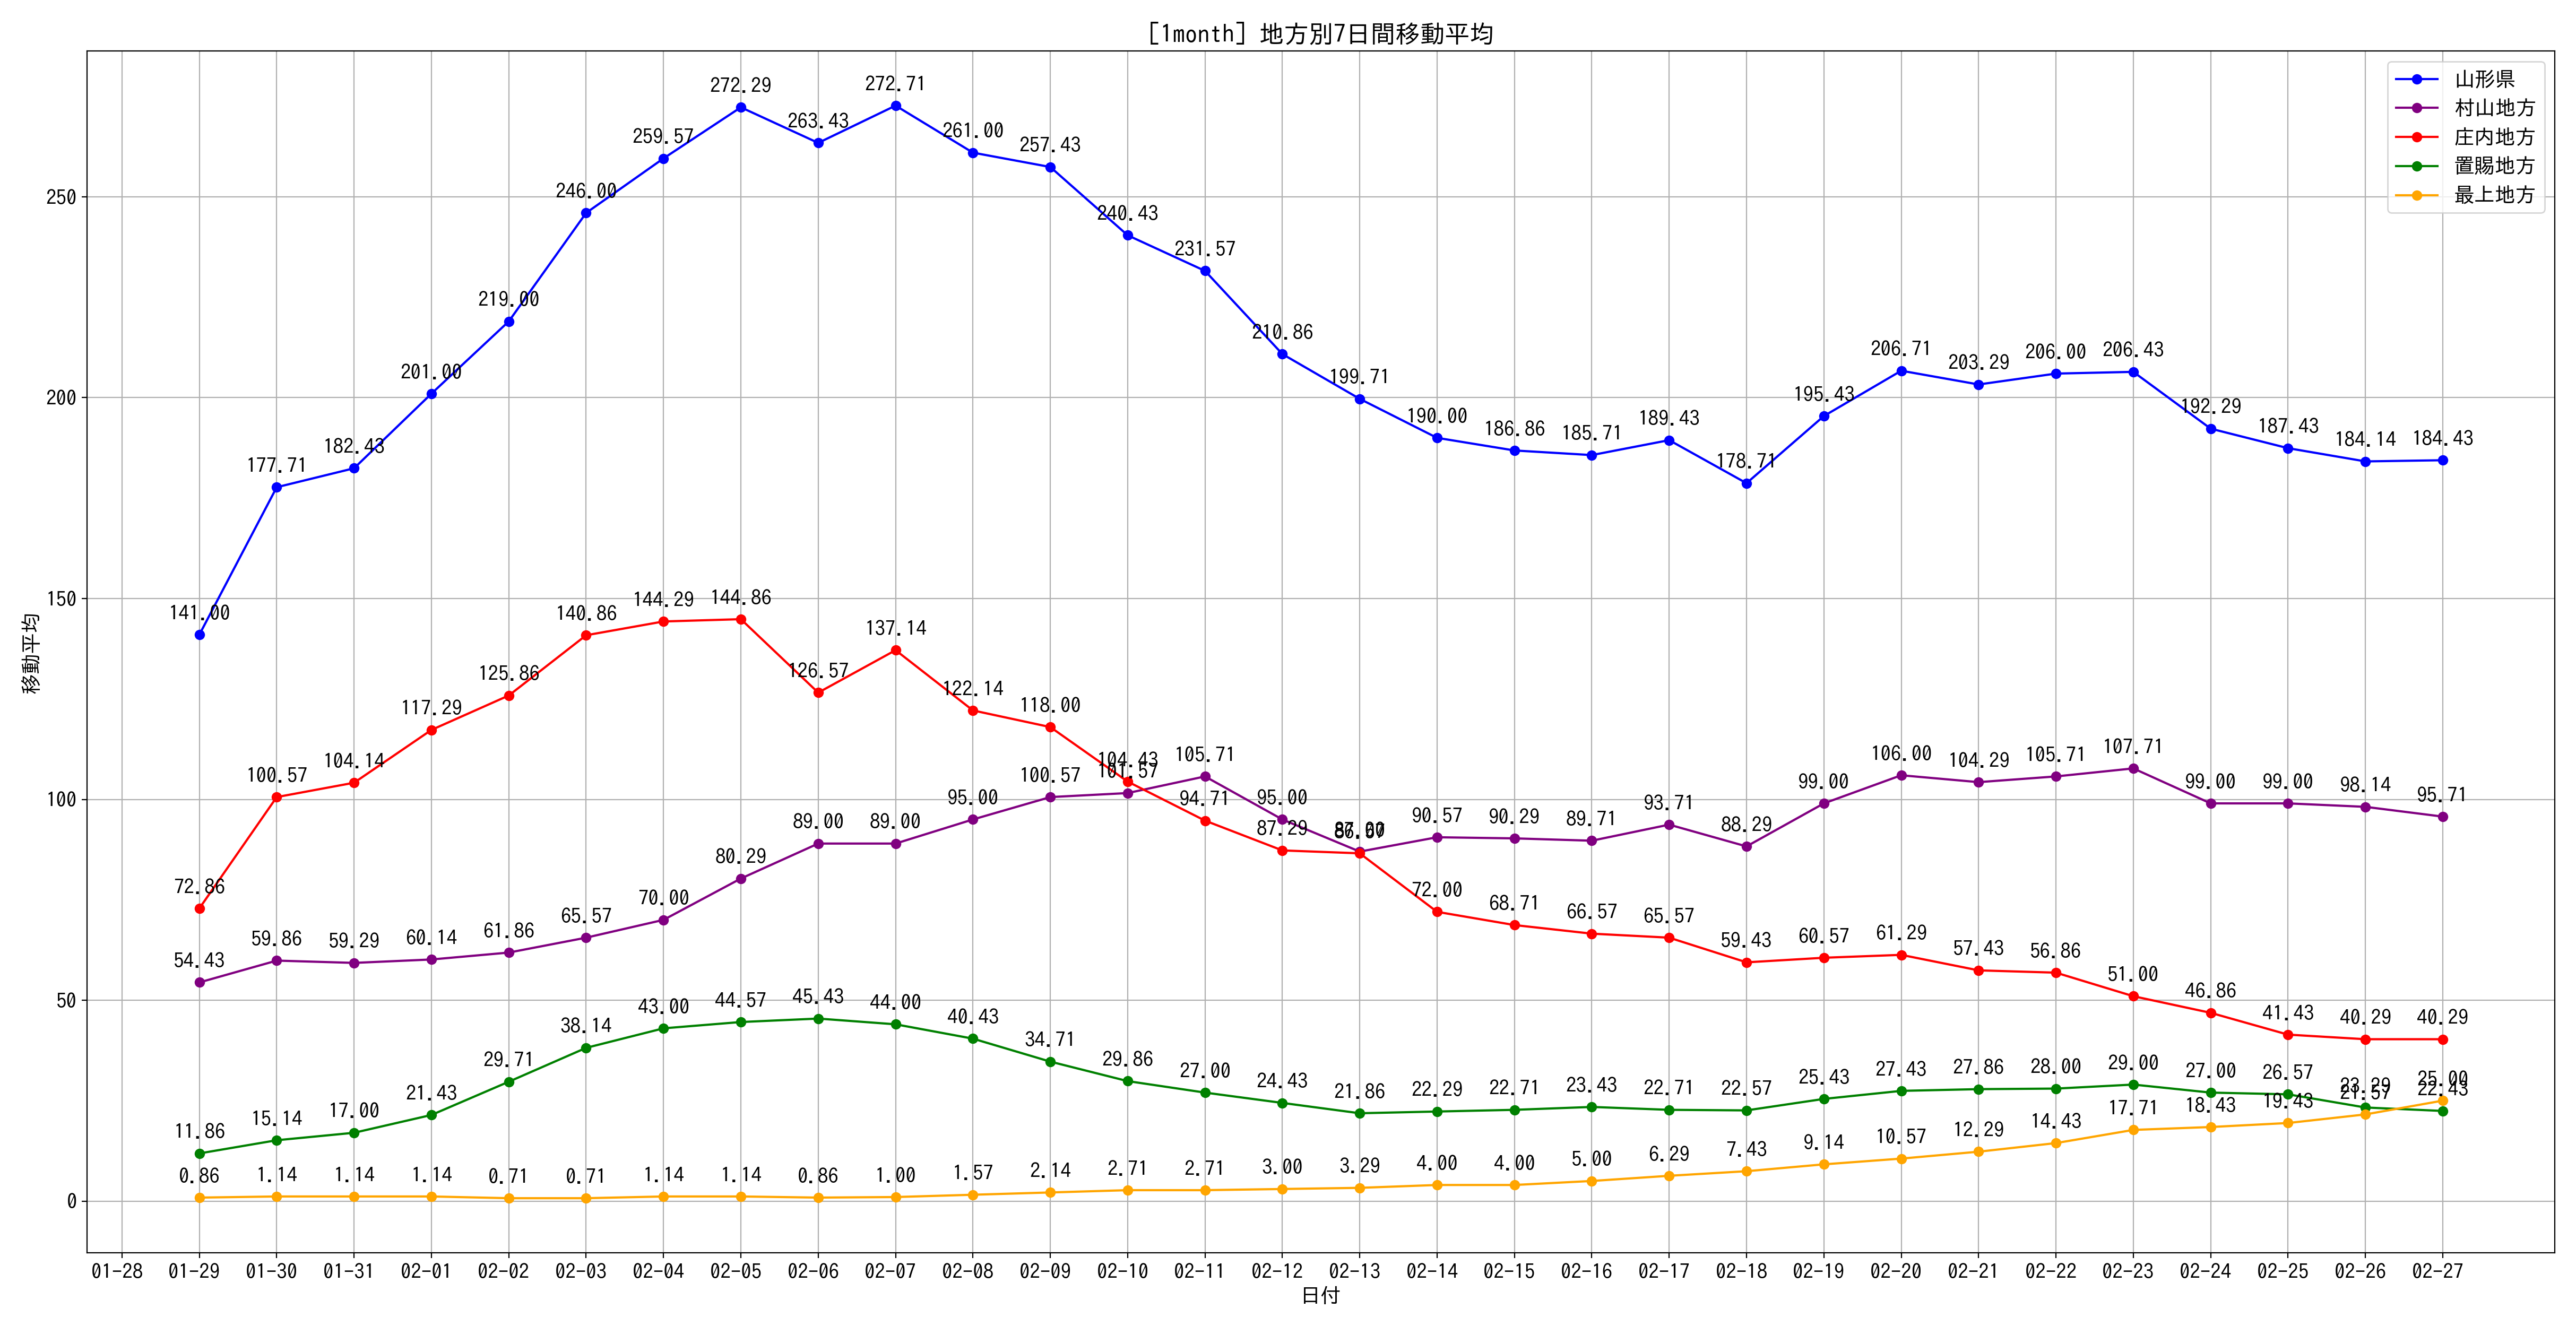 [1month] 地方別7日間移動平均
山形県
村山地方
庄内地方
置賜地方
最上地方
移動平均
250
200
150
100
50
0
141.00 177.71 182.43 201.00 219.00 246.00 259.57 272.29 263.43 272.71 261.00 257.43 240.43 231.57 210.86 199.71 190.00 186.86 185.71 189.43 178.71 195.43 206.71 203.29 206.00 206.43 192.29 187.43 184.14 184.43
72.86 100.57 104.14 117.29 125.86 140.86 144.29 144.86 126.57 137.14 122.14 118.00 104.43 94.71 87.29 86.57 72.00 68.71 66.57 65.57 59.43 60.57 61.29 57.43 56.86 51.00 46.86 41.43 40.29 40.29
54.43 59.86 59.29 60.14 61.86 65.57 70.00 80.29 89.00 89.00 95.00 100.57 101.57 105.71 95.00 87.00 90.57 90.29 89.71 93.71 88.29 99.00 106.00 104.29 105.71 107.71 99.00 99.00 98.14 95.71
11.86 15.14 17.00 21.43 29.71 38.14 43.00 44.57 45.43 44.00 40.43 34.71 29.86 27.00 24.43 21.86 22.29 22.71 23.43 22.71 22.57 25.43 27.43 27.86 28.00 29.00 27.00 26.57 23.29 22.43
0.86 1.14 1.14 1.14 0.71 0.71 1.14 1.14 0.86 1.00 1.57 2.14 2.71 2.71 3.00 3.29 4.00 4.00 5.00 6.29 7.43 9.14 10.57 12.29 14.43 17.71 18.43 19.43 21.57 25.00
01-28 01-29 01-30 01-31 02-01 02-02 02-03 02-04 02-05 02-06 02-07 02-08 02-09 02-10 02-11 02-12 02-13 02-14 02-15 02-16 02-17 02-18 02-19 02-20 02-21 02-22 02-23 02-24 02-25 02-26 02-27
日付